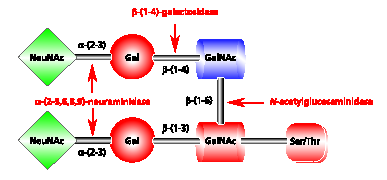 β-(1-4)-galactosidase
α-(2-3)
NeuNAc Gal β-(1-4) GalNAc
α-(2-3,6,8,9)-neuraminidase β-(1-6) N-acetylglucosaminidase
β-(1-3)
NeuNAc α-(2-3) Gal GalNAc Ser/Thr